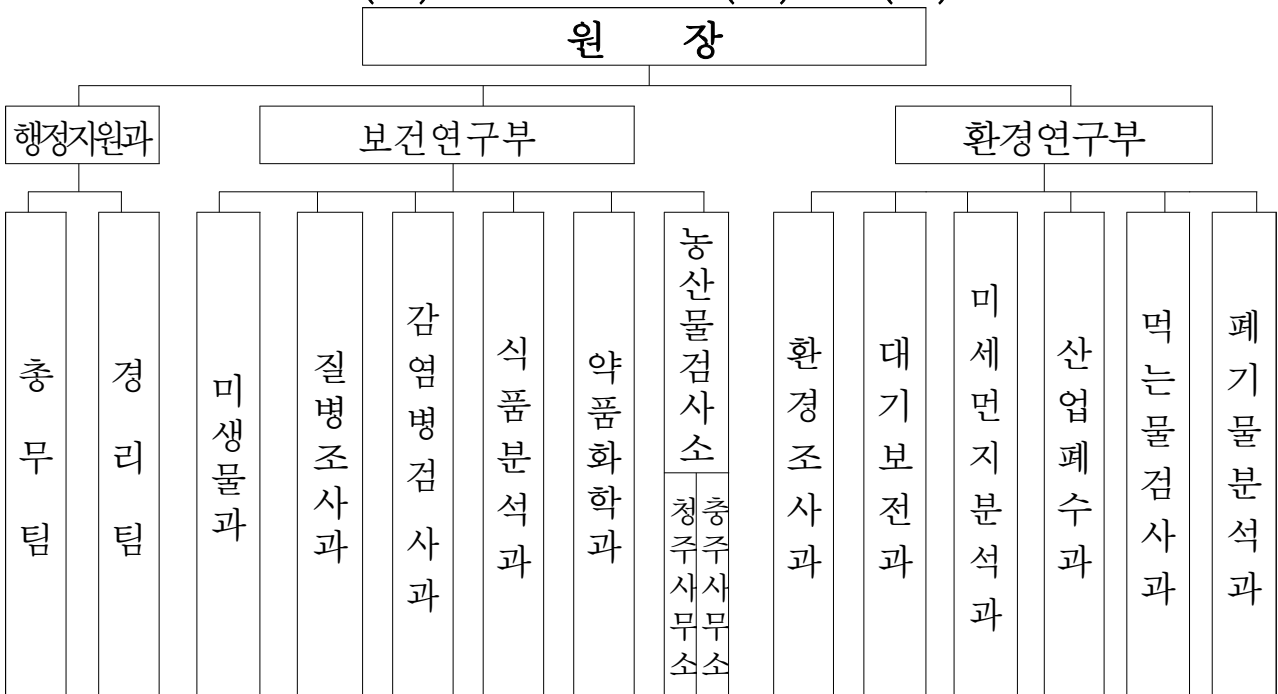 원 장
행정지원과 보건연구부 환경연구부
총무팀
경리팀
미생물과
질병조사과
감염병검사과
식품분석과
약품화학과
농산물검사소
청주사무소
충주사무소
환경조사과
대기보전과
미세먼지분석과
산업폐수과
먹는물검사과
폐기물분석과